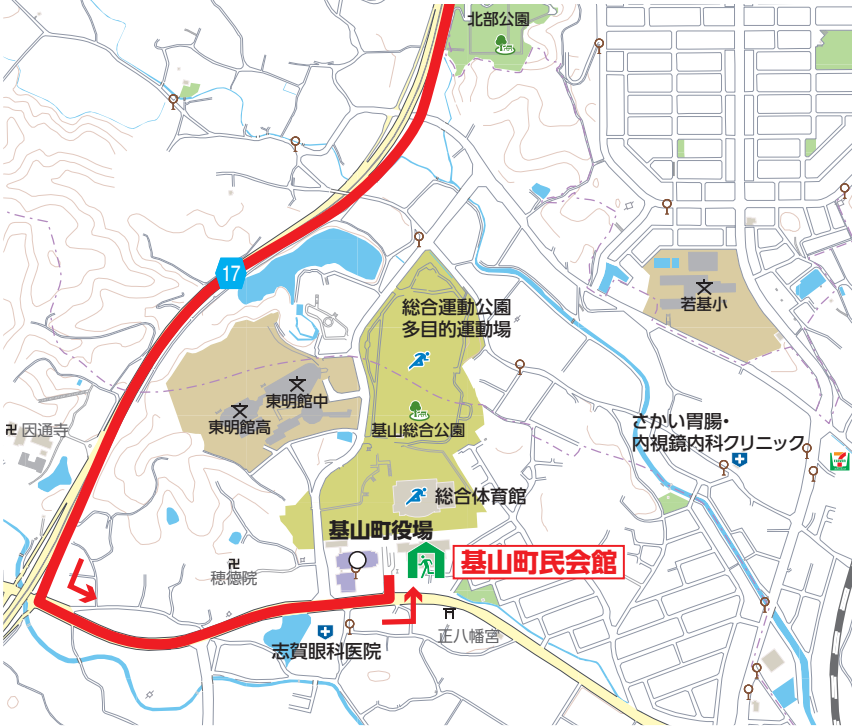 北部公園
17
総合運動公園
多目的運動場
若基小
東明館中
東明館高
因通寺
基山総合公園
さかい胃腸・
内視鏡内科クリニック
総合体育館
基山町役場
基山町民会館
穂徳院
正八幡宮
志賀眼科医院